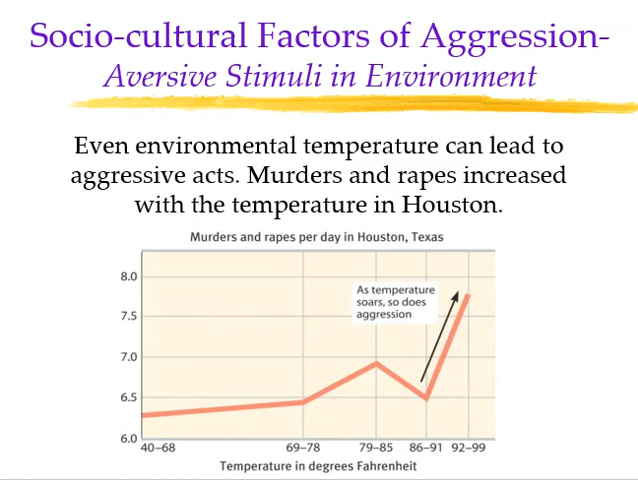 Socio-cultural Factors of Aggression-
Aversive Stimuli in Environment
Even environmental temperature can lead to
aggressive acts. Murders and rapes increased
with the temperature in Houston.
Murders and rapes per day in Houston, Texas
8.0
7.5
7.0
6.5
6.0
As temperature
soars, so does
aggression
40–68 69–78 79–85 86–91 92–99
Temperature in degrees Fahrenheit